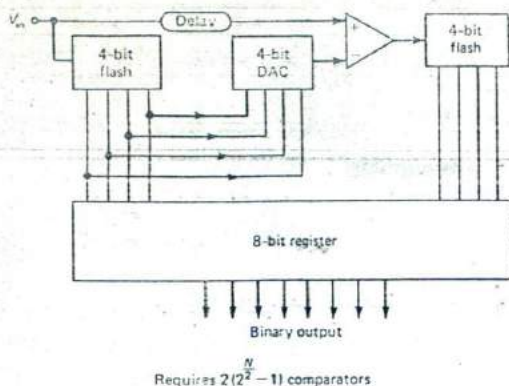 Vin
Delay
4-bit
flash
4-bit
DAC
+
−
4-bit
flash
8-bit register
Binary output
Requires 2(2^(N/2) − 1) comparators